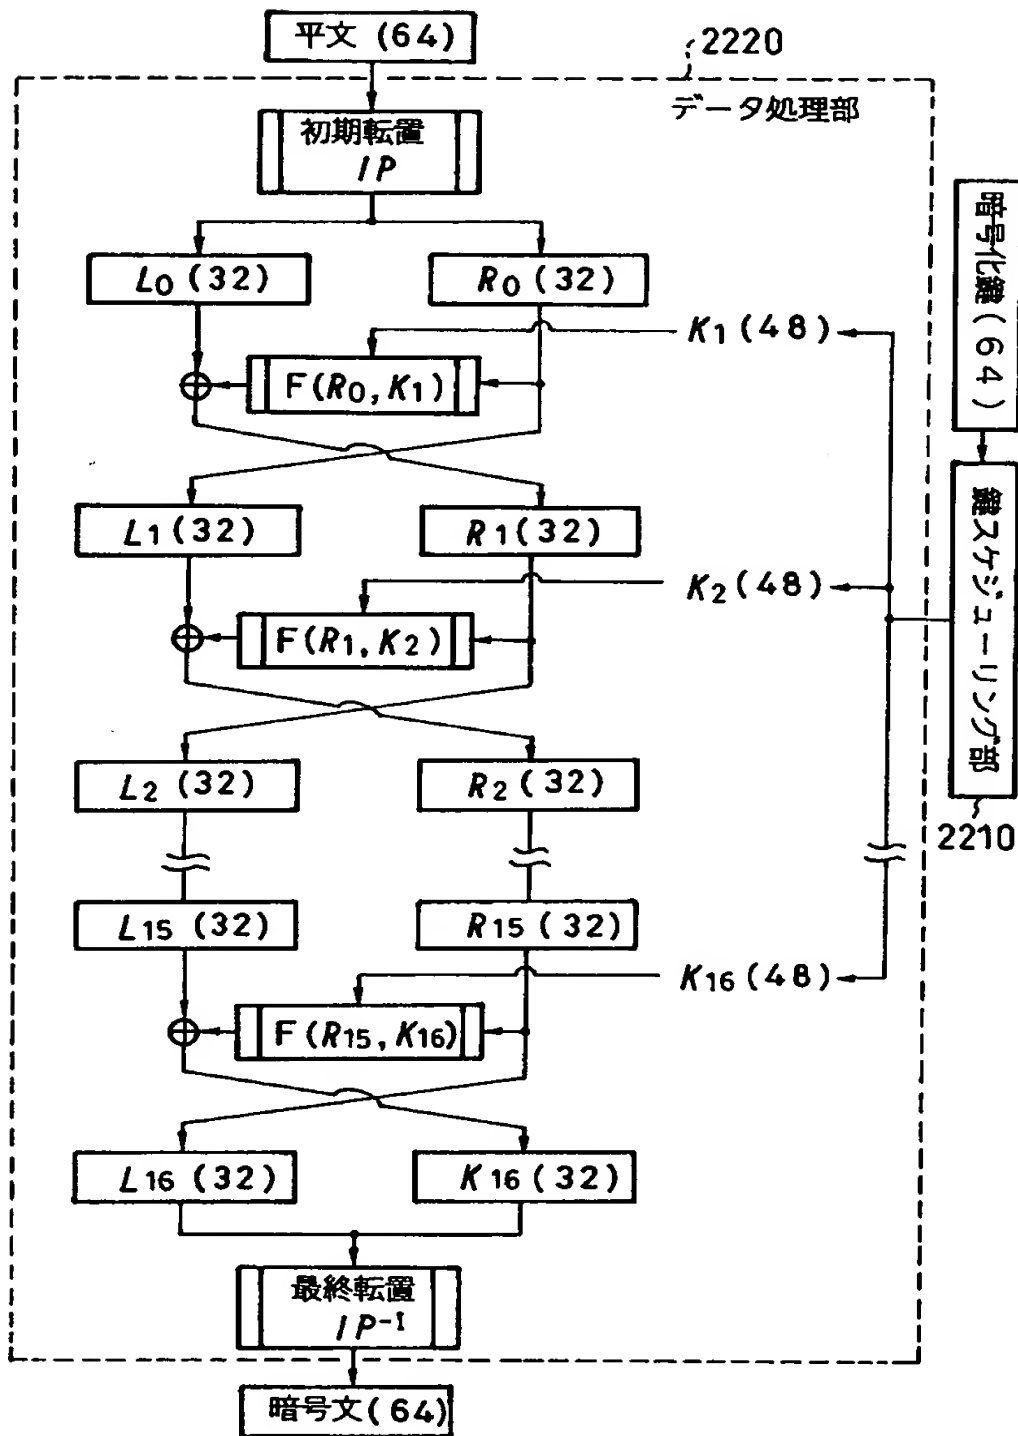 平文 (64)
2220
データ処理部
初期転置
IP
L0 (32)
R0 (32)
K1 (48)
F(R0, K1)
暗号化鍵 (64)
L1 (32)
R1 (32)
K2 (48)
F(R1, K2)
鍵スケジューリング部
2210
L2 (32)
R2 (32)
L15 (32)
R15 (32)
K16 (48)
F(R15, K16)
L16 (32)
K16 (32)
最終転置
IP-I
暗号文 (64)